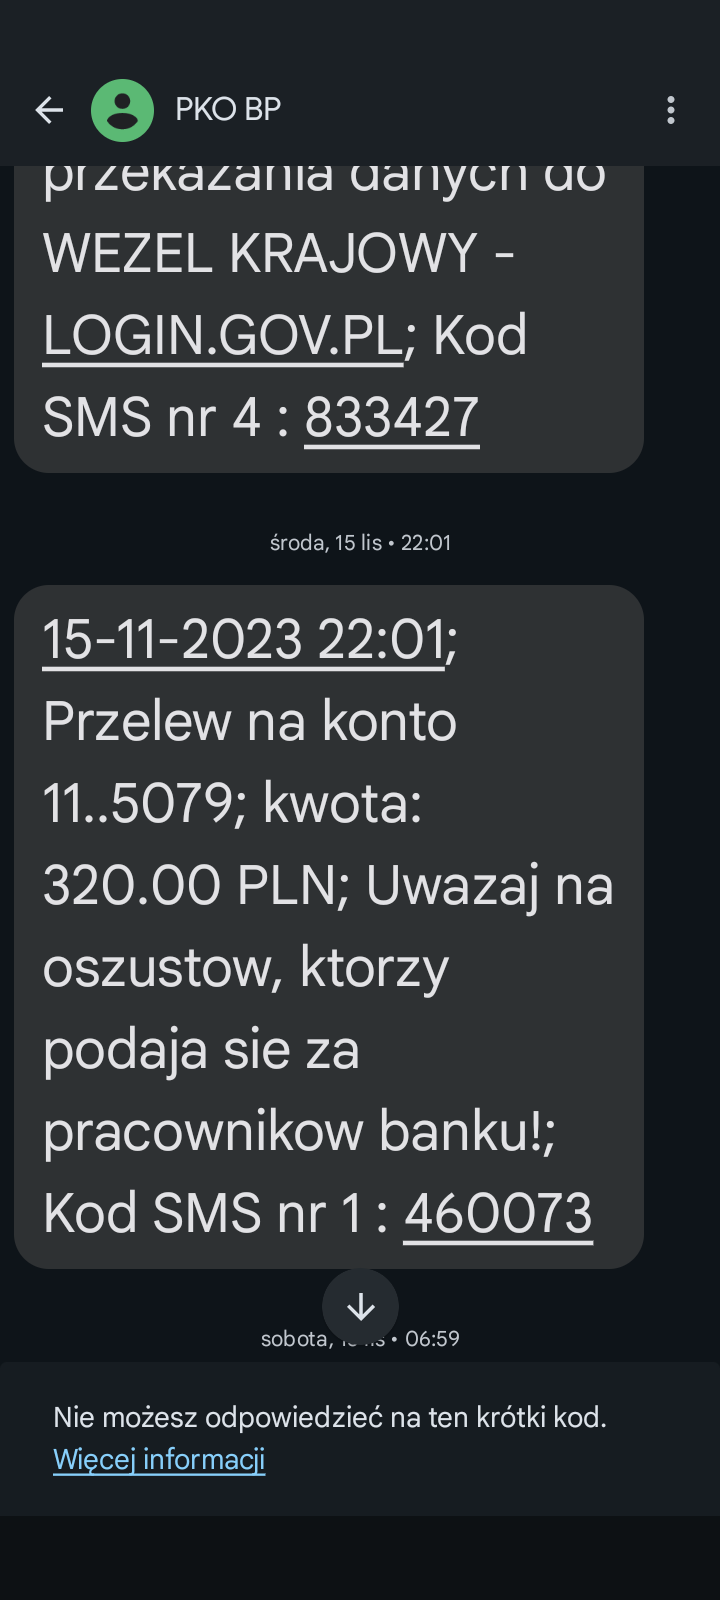 PKO BP
przekazania danych do
WEZEL KRAJOWY -
LOGIN.GOV.PL; Kod
SMS nr 4 : 833427
środa, 15 lis • 22:01
15-11-2023 22:01;
Przelew na konto
11..5079; kwota:
320.00 PLN; Uwazaj na
oszustow, ktorzy
podaja sie za
pracownikow banku!;
Kod SMS nr 1 : 460073
sobota, lis • 06:59
Nie możesz odpowiedzieć na ten krótki kod.
Więcej informacji